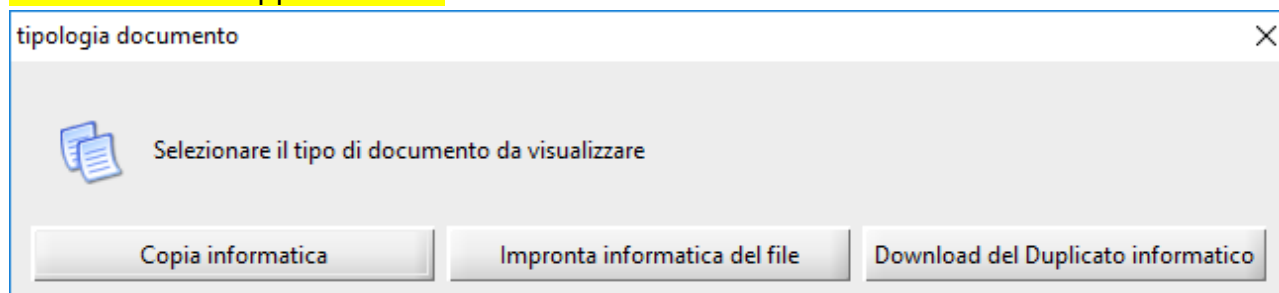 tipologia documento
Selezionare il tipo di documento da visualizzare
Copia informatica
Impronta informatica del file
Download del Duplicato informatico